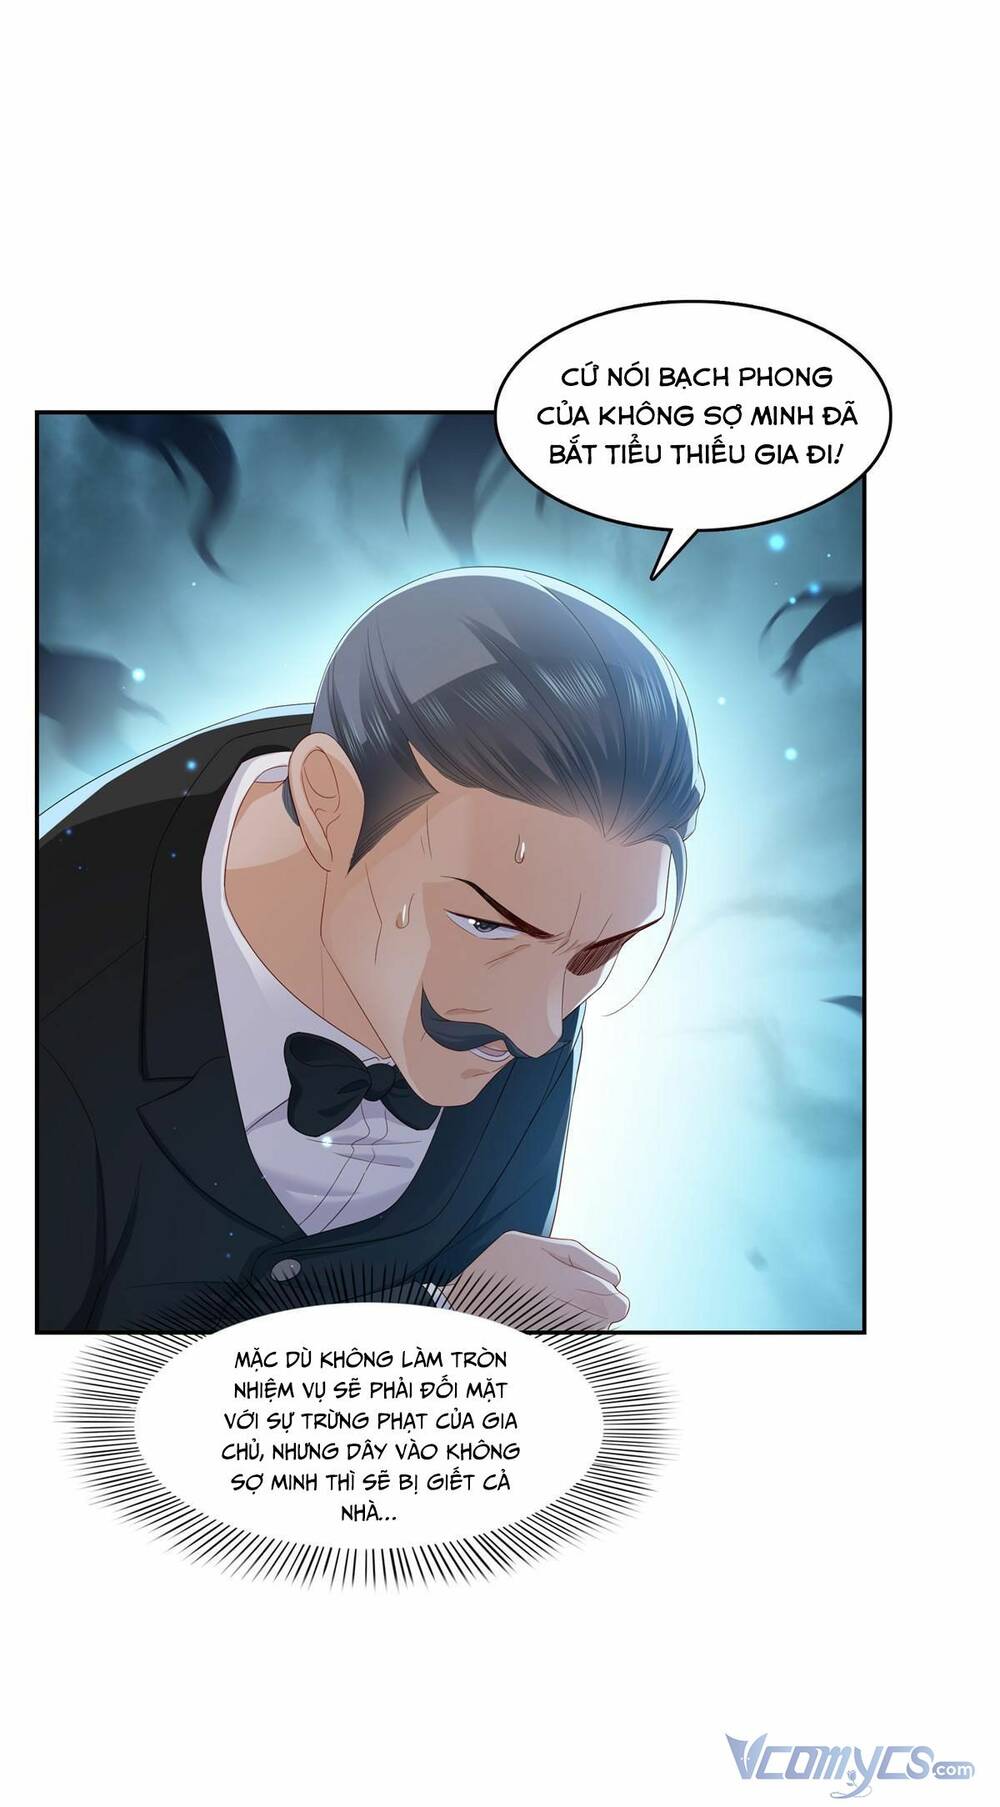 CỨ NÓI BẠCH PHONG
CỦA KHÔNG SỢ MINH ĐÃ
BẮT TIỂU THIẾU GIA ĐI!
MẶC DÙ KHÔNG LÀM TRÒN
NHIỆM VỤ SẼ PHẢI ĐỐI MẶT
VỚI SỰ TRỪNG PHẠT CỦA GIA
CHỦ, NHƯNG DÂY VÀO KHÔNG
SỢ MINH THÌ SẼ BỊ GIẾT CẢ
NHÀ...
VCOMYCS.com